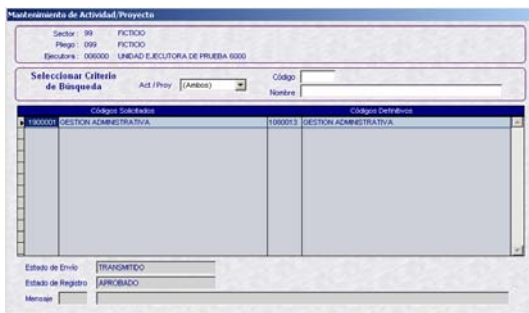 Mantenimiento de Actividad/Proyecto
Sector : 99 FICTICIO
Pliego : 099 FICTICIO
Ejecutora : 006000 UNIDAD EJECUTORA DE PRUEBA 6000
Seleccionar Criterio de Búsqueda
Act / Proy (Ambos)
Código
Nombre
Códigos Solicitados Códigos Definitivos
1900001 GESTION ADMINISTRATIVA 1000013 GESTION ADMINISTRATIVA
Estado de Envío TRANSMITIDO
Estado de Registro APROBADO
Mensaje